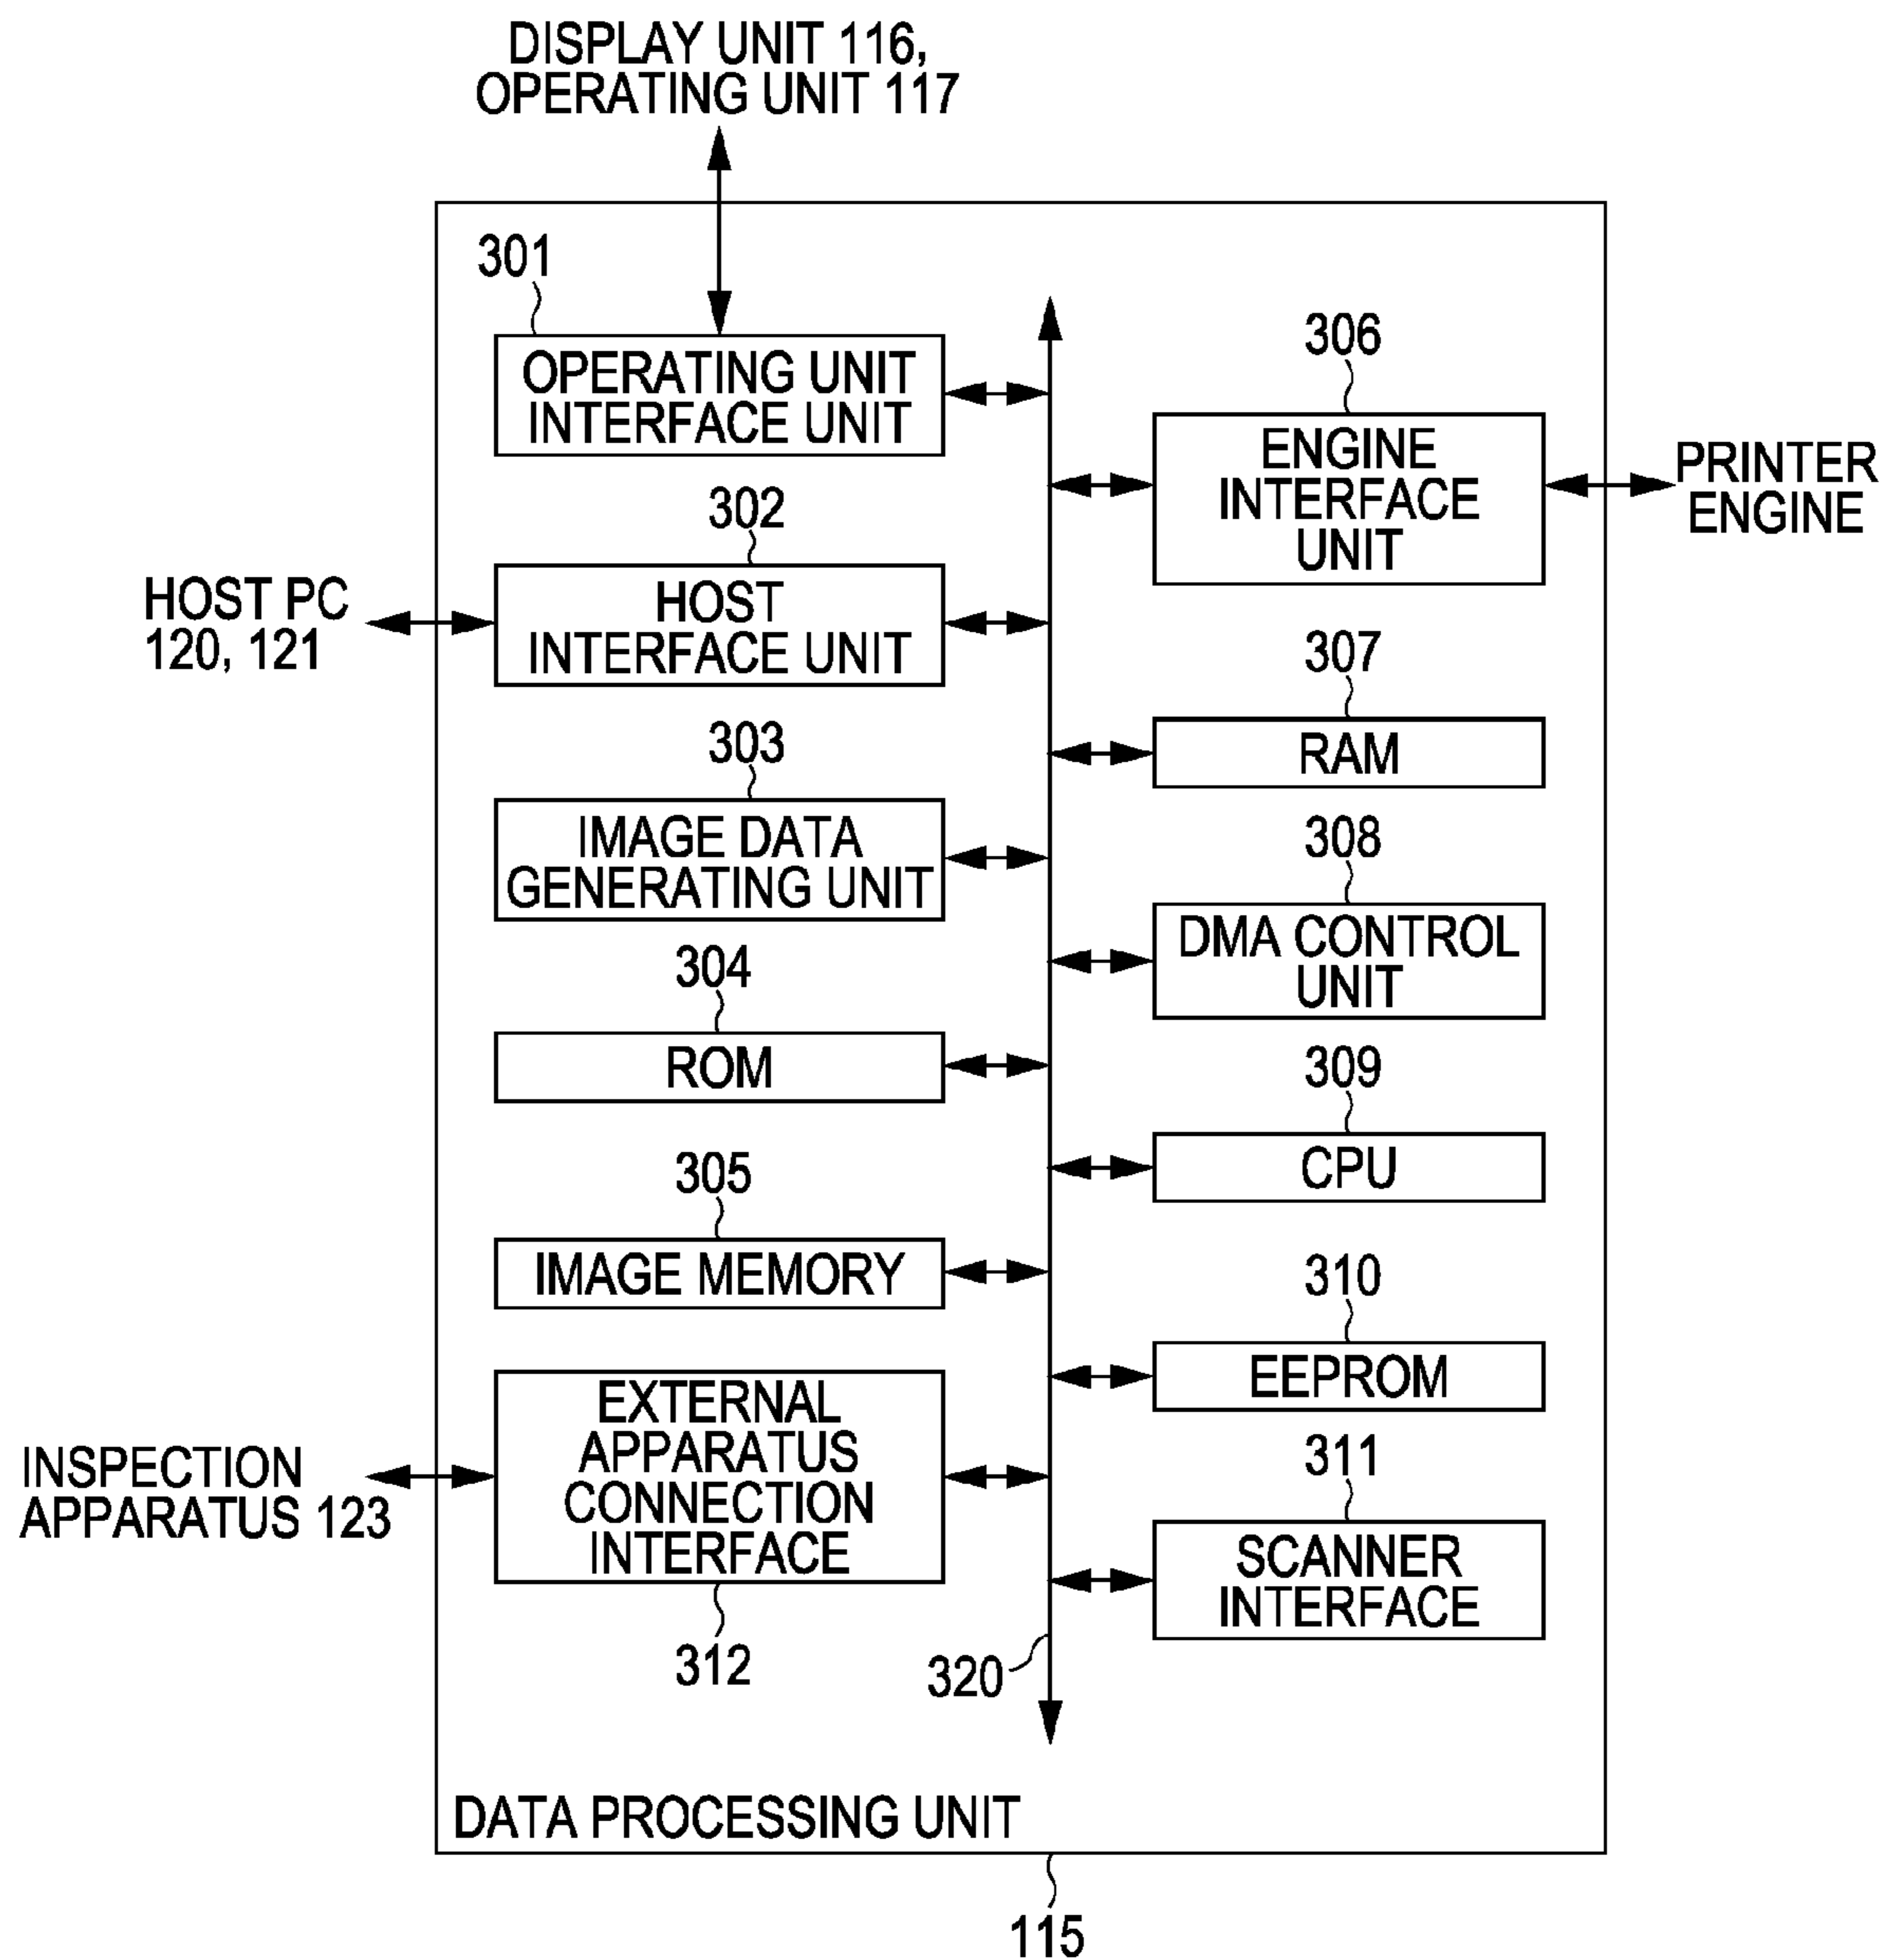 DISPLAY UNIT 116,
OPERATING UNIT 117
301
OPERATING UNIT
INTERFACE UNIT
302
HOST
INTERFACE UNIT
HOST PC
120, 121
303
IMAGE DATA
GENERATING UNIT
304
ROM
305
IMAGE MEMORY
EXTERNAL
APPARATUS
CONNECTION
INTERFACE
312
INSPECTION
APPARATUS 123
306
ENGINE
INTERFACE
UNIT
PRINTER
ENGINE
307
RAM
308
DMA CONTROL
UNIT
309
CPU
310
EEPROM
311
SCANNER
INTERFACE
320
DATA PROCESSING UNIT
115